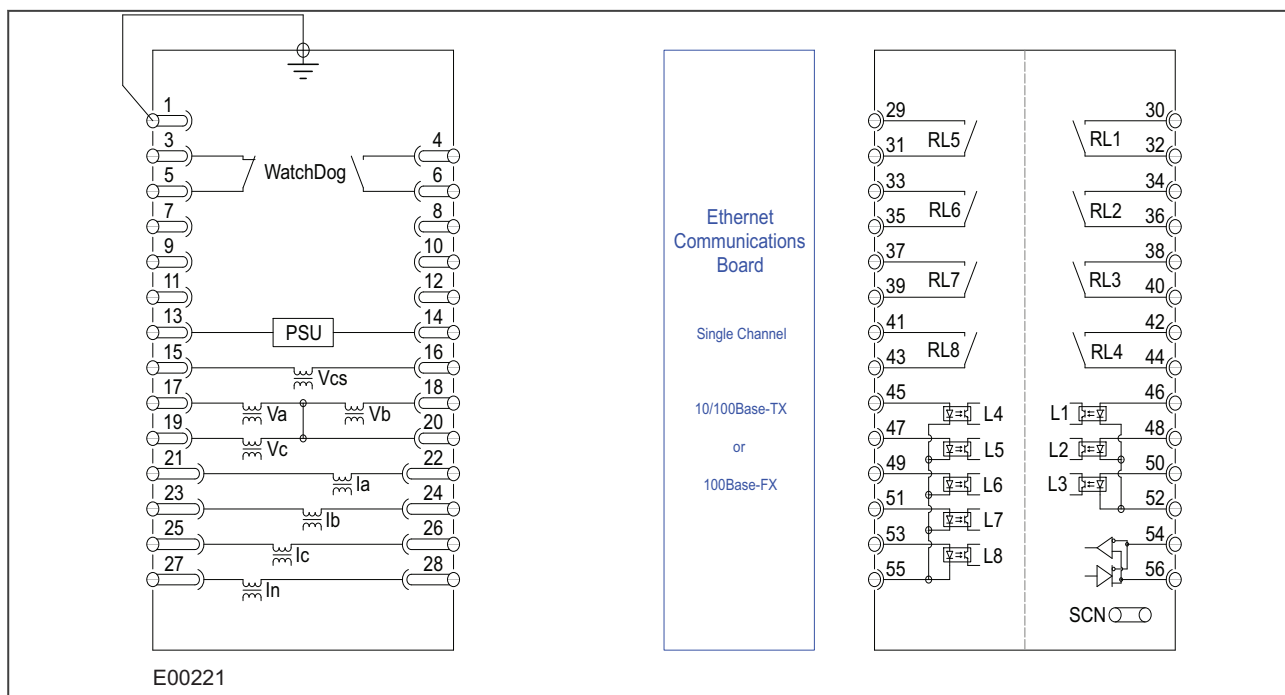 1
3 4
WatchDog
5 6
7 8
9 10
11 12
13 PSU 14
15 16
Vcs
17 18
Va Vb
19 20
Vc
21 22
Ia
23 24
Ib
25 26
Ic
27 28
In
E00221
Ethernet
Communications
Board
Single Channel
10/100Base-TX
or
100Base-FX
29 30
RL5 RL1
31 32
33 34
RL6 RL2
35 36
37 38
RL7 RL3
39 40
41 42
RL8 RL4
43 44
45 46
L4 L1
47 48
L5 L2
49 50
L6 L3
51 52
L7
53 54
L8
55 56
SCN